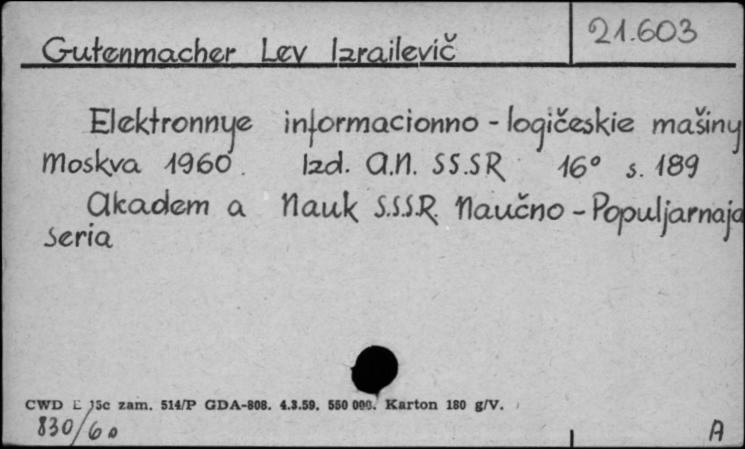 21.603
Gutenmacher Lev Izrailevič
Elektronnye informacionno - logičeskie mašiny
Moskva 1960. Izd. A.N. SS.SR 16° s. 189
Akadem a Nauk S.S.S.R. Naučno - Populjarnaja
Seria
CWD E 15c zam. 514/P GDA-808. 4.3.59. 550 000. Karton 180 g/V.
830/60
A